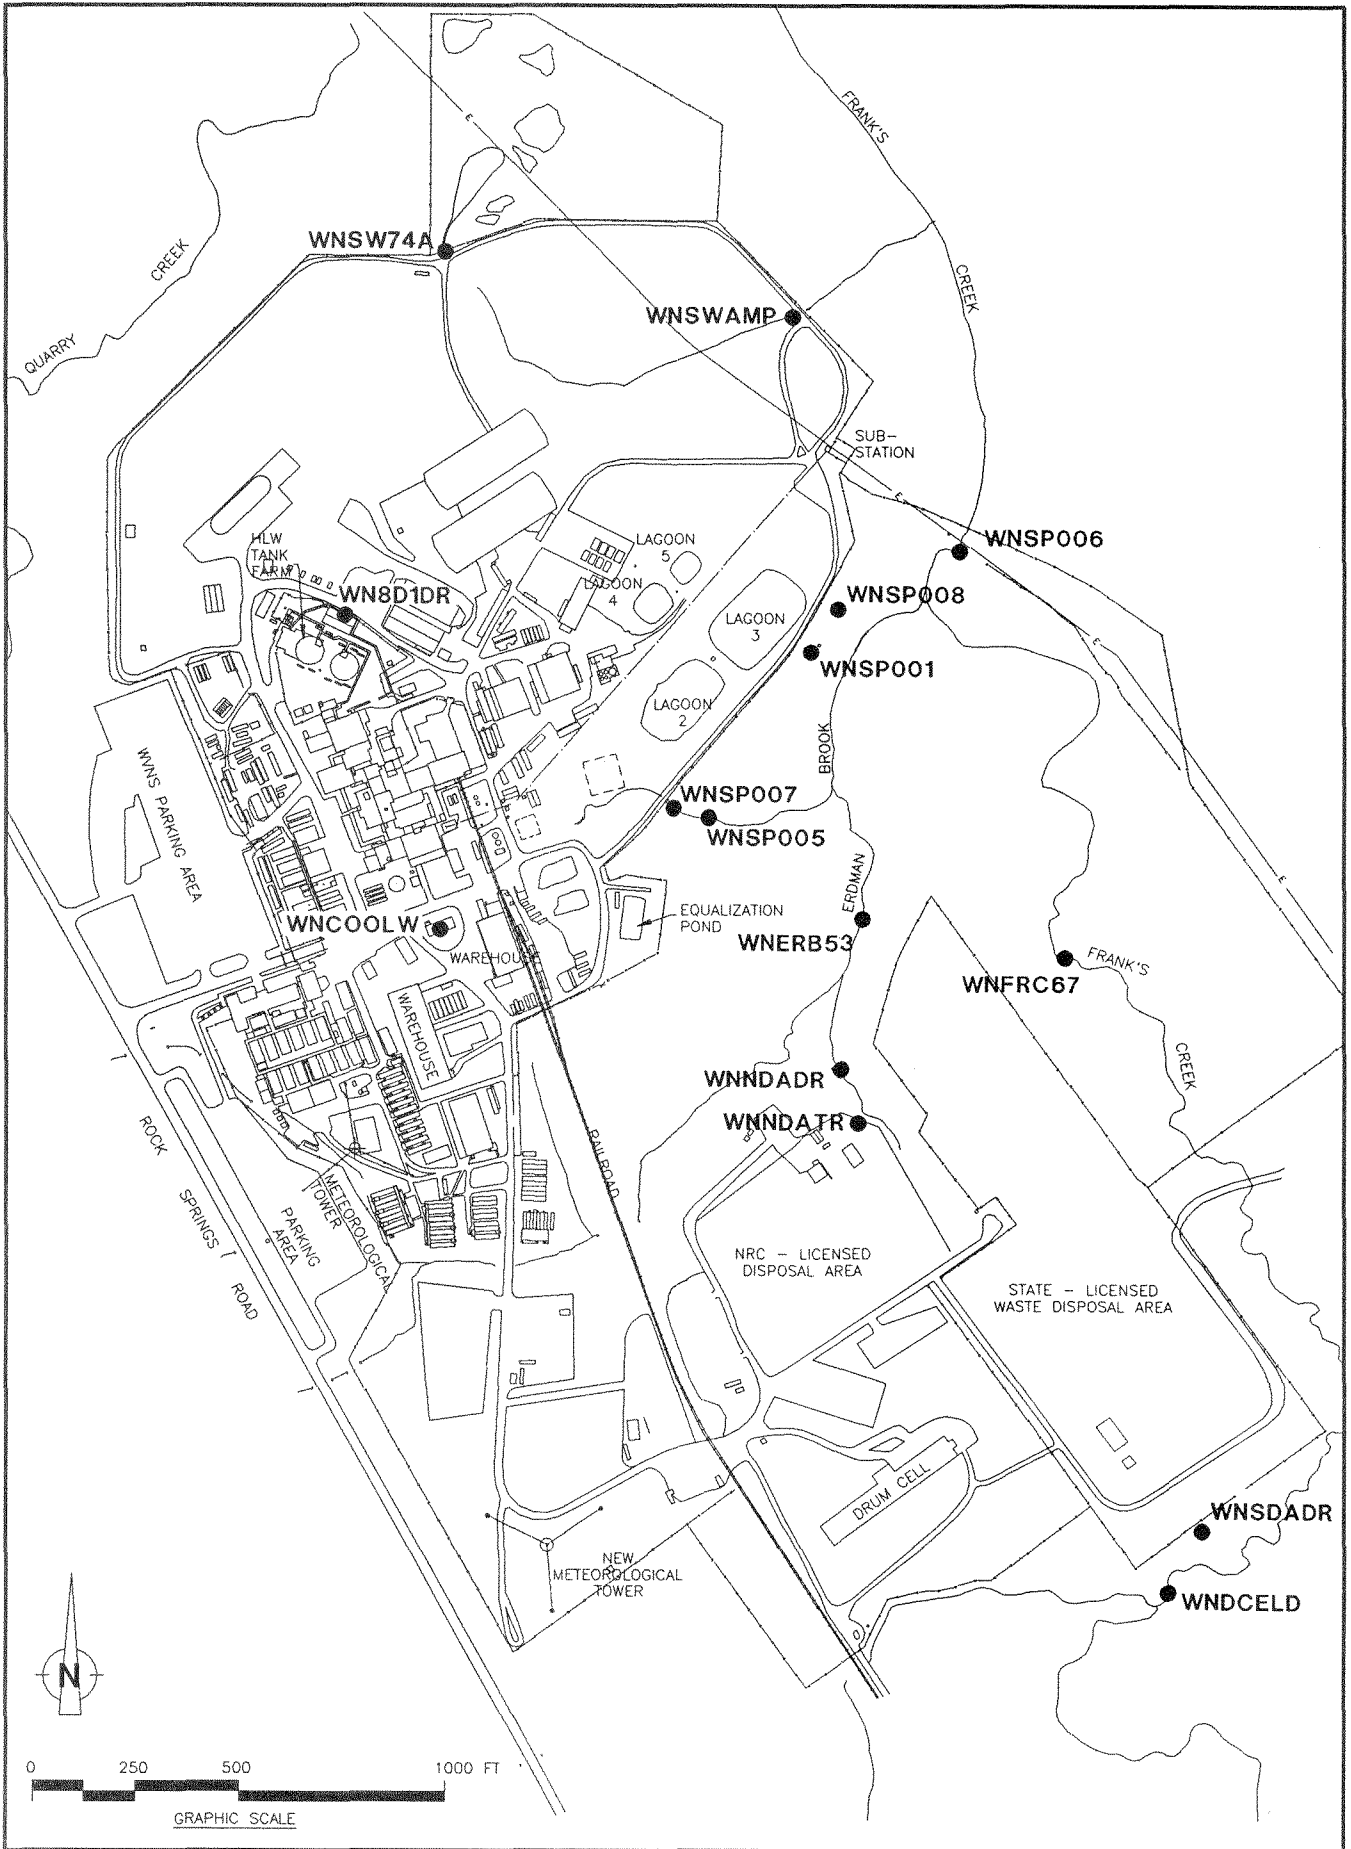 FRANK'S
CREEK
E
WNSW74A
QUARRY
CREEK
WNSWAMP
SUB-
STATION
E
WNSP006
HLW
TANK
FARM
LAGOON
5
LAGOON
4
LAGOON
3
LAGOON
2
WN8D1DR
WNSP008
WNSP001
E
WVNS PARKING AREA
BROOK
ERDMAN
WNSP007
WNSP005
E
WNCOOLW
WAREHOUSE
EQUALIZATION
POND
WNERB53
WNFRC67
FRANK'S
CREEK
WAREHOUSE
WNNDADR
WNNDATR
ROCK
SPRINGS
ROAD
PARKING
AREA
METEOROLOGICAL
TOWER
RAILROAD
NRC - LICENSED
DISPOSAL AREA
STATE - LICENSED
WASTE DISPOSAL AREA
DRUM CELL
WNSDADR
NEW
METEOROLOGICAL
TOWER
WNDCELD
N
0 250 500 1000 FT
GRAPHIC SCALE